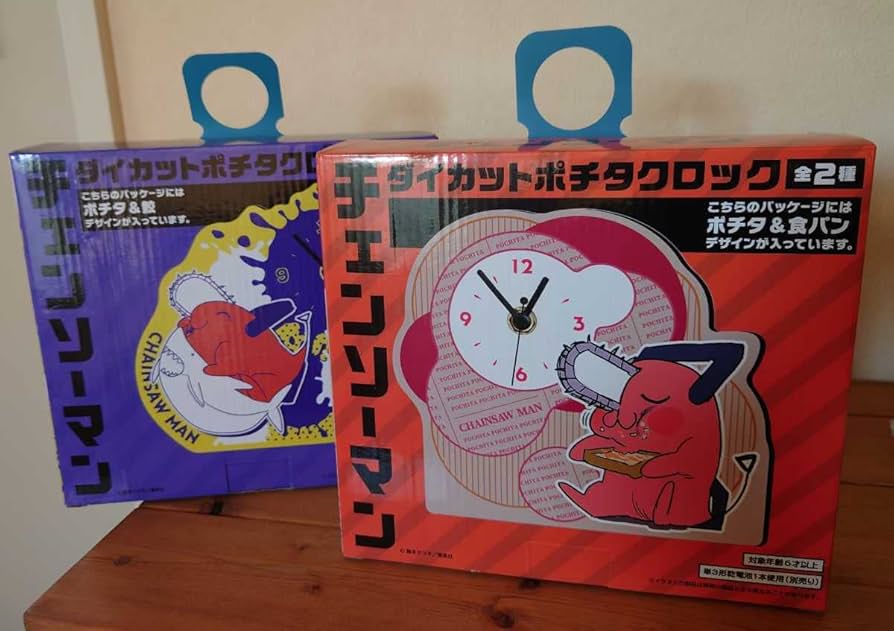 チェンソーマン
ダイカットポチタクロ
こちらのパッケージには
ポチタ&鮫
デザインが入っています。
9
CHAINSAW MAN
チェンソーマン
ダイカットポチタクロック 全2種
こちらのパッケージには
ポチタ&食パン
デザインが入っています。
12
9 3
6
POCHITA POCHITA POCHITA
CHAINSAW MAN
POCHITA POCHITA POCHITA
対象年齢6才以上
単3形乾電池1本使用(別売り)